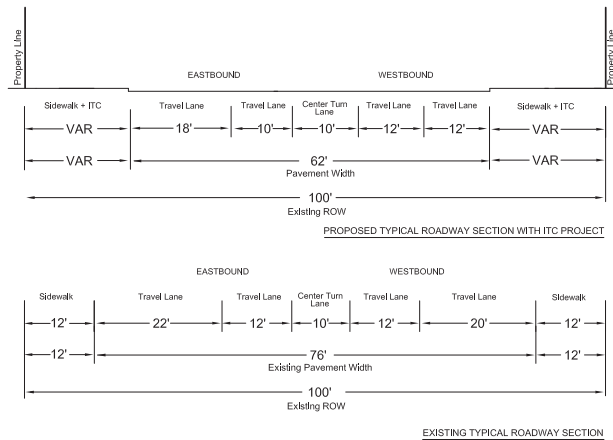 Property Line
Property Line
EASTBOUND WESTBOUND
Sidewalk + ITC Travel Lane Travel Lane Center Turn Lane Travel Lane Travel Lane Sidewalk + ITC
VAR 18' 10' 10' 12' 12' VAR
VAR 62' VAR
Pavement Width
100'
Existing ROW
PROPOSED TYPICAL ROADWAY SECTION WITH ITC PROJECT
EASTBOUND WESTBOUND
Sidewalk Travel Lane Travel Lane Center Turn Lane Travel Lane Travel Lane Sidewalk
12' 22' 12' 10' 12' 20' 12'
12' 76' 12'
Existing Pavement Width
100'
Existing ROW
EXISTING TYPICAL ROADWAY SECTION